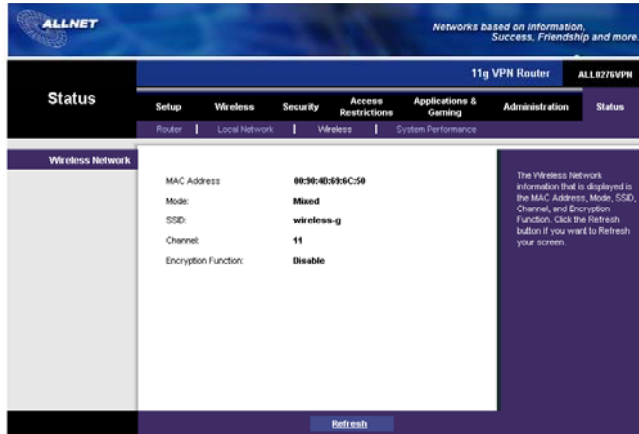 ALLNET
Networks based on information,
Success, Friendship and more.
11g VPN Router
ALL0276VPN
Status
Setup
Wireless
Security
Access
Restrictions
Applications &
Gaming
Administration
Status
Router | Local Network | Wireless | System Performance
Wireless Network
MAC Address 00:90:4B:69:6C:50
Mode: Mixed
SSID: wireless-g
Channel: 11
Encryption Function: Disable
The Wireless Network
information that is displayed is
the MAC Address, Mode, SSID,
Channel, and Encryption
Function. Click the Refresh
button if you want to Refresh
your screen.
Refresh